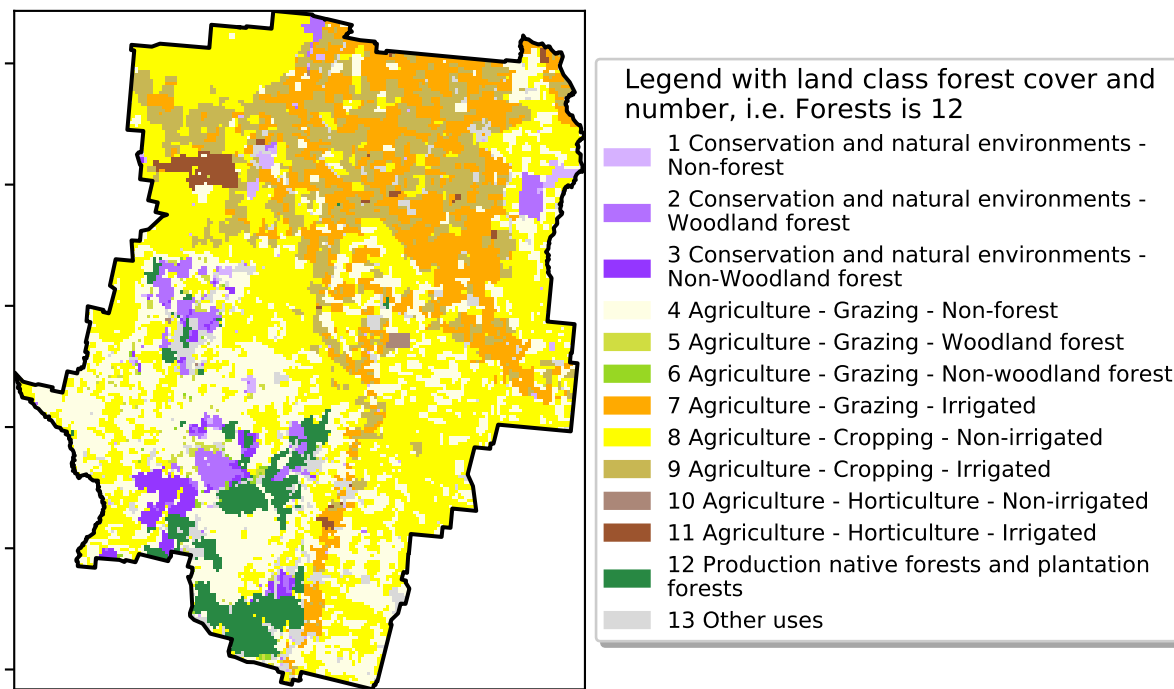 Legend with land class forest cover and
number, i.e. Forests is 12
1 Conservation and natural environments -
Non-forest
2 Conservation and natural environments -
Woodland forest
3 Conservation and natural environments -
Non-Woodland forest
4 Agriculture - Grazing - Non-forest
5 Agriculture - Grazing - Woodland forest
6 Agriculture - Grazing - Non-woodland forest
7 Agriculture - Grazing - Irrigated
8 Agriculture - Cropping - Non-irrigated
9 Agriculture - Cropping - Irrigated
10 Agriculture - Horticulture - Non-irrigated
11 Agriculture - Horticulture - Irrigated
12 Production native forests and plantation
forests
13 Other uses